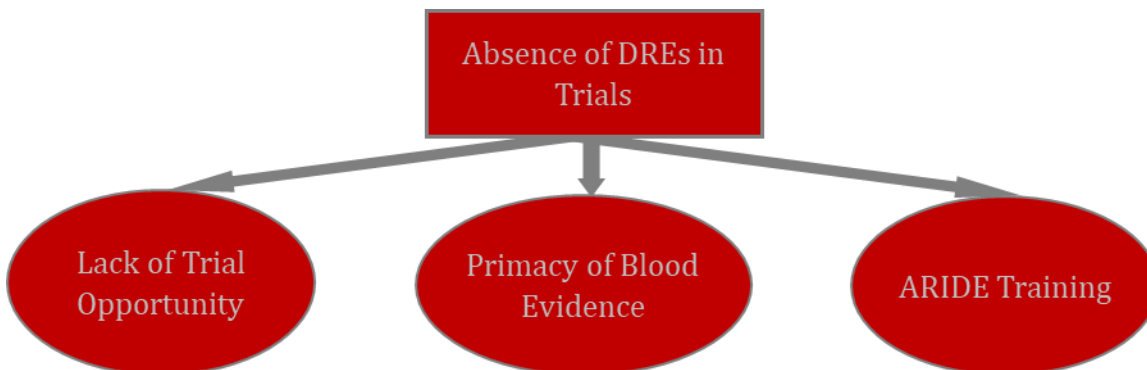 Absence of DREs in
Trials
Lack of Trial
Opportunity
Primacy of Blood
Evidence
ARIDE Training